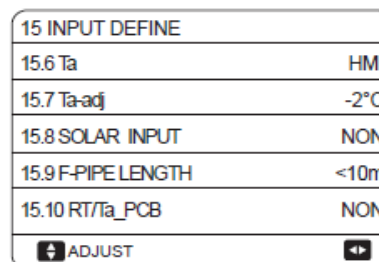 15 INPUT DEFINE
15.6 Ta HM
15.7 Ta-adj -2°C
15.8 SOLAR INPUT NON
15.9 F-PIPE LENGTH <10m
15.10 RT/Ta_PCB NON
ADJUST